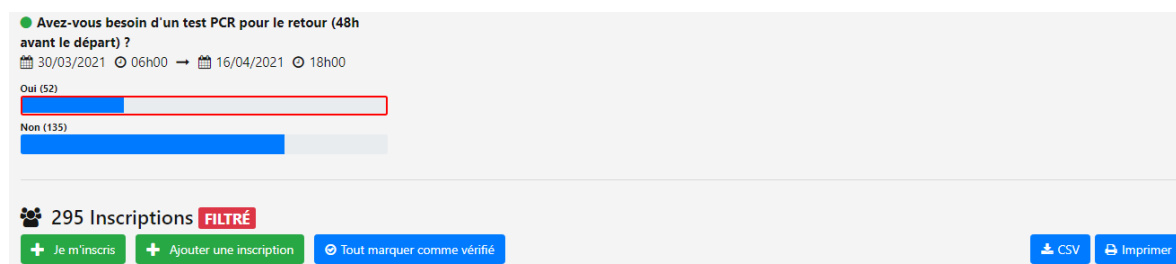 Avez-vous besoin d'un test PCR pour le retour (48h
avant le départ) ?
30/03/2021 06h00 → 16/04/2021 18h00
Oui (52)
Non (135)
295 Inscriptions FILTRÉ
Je m'inscris Ajouter une inscription Tout marquer comme vérifié CSV Imprimer